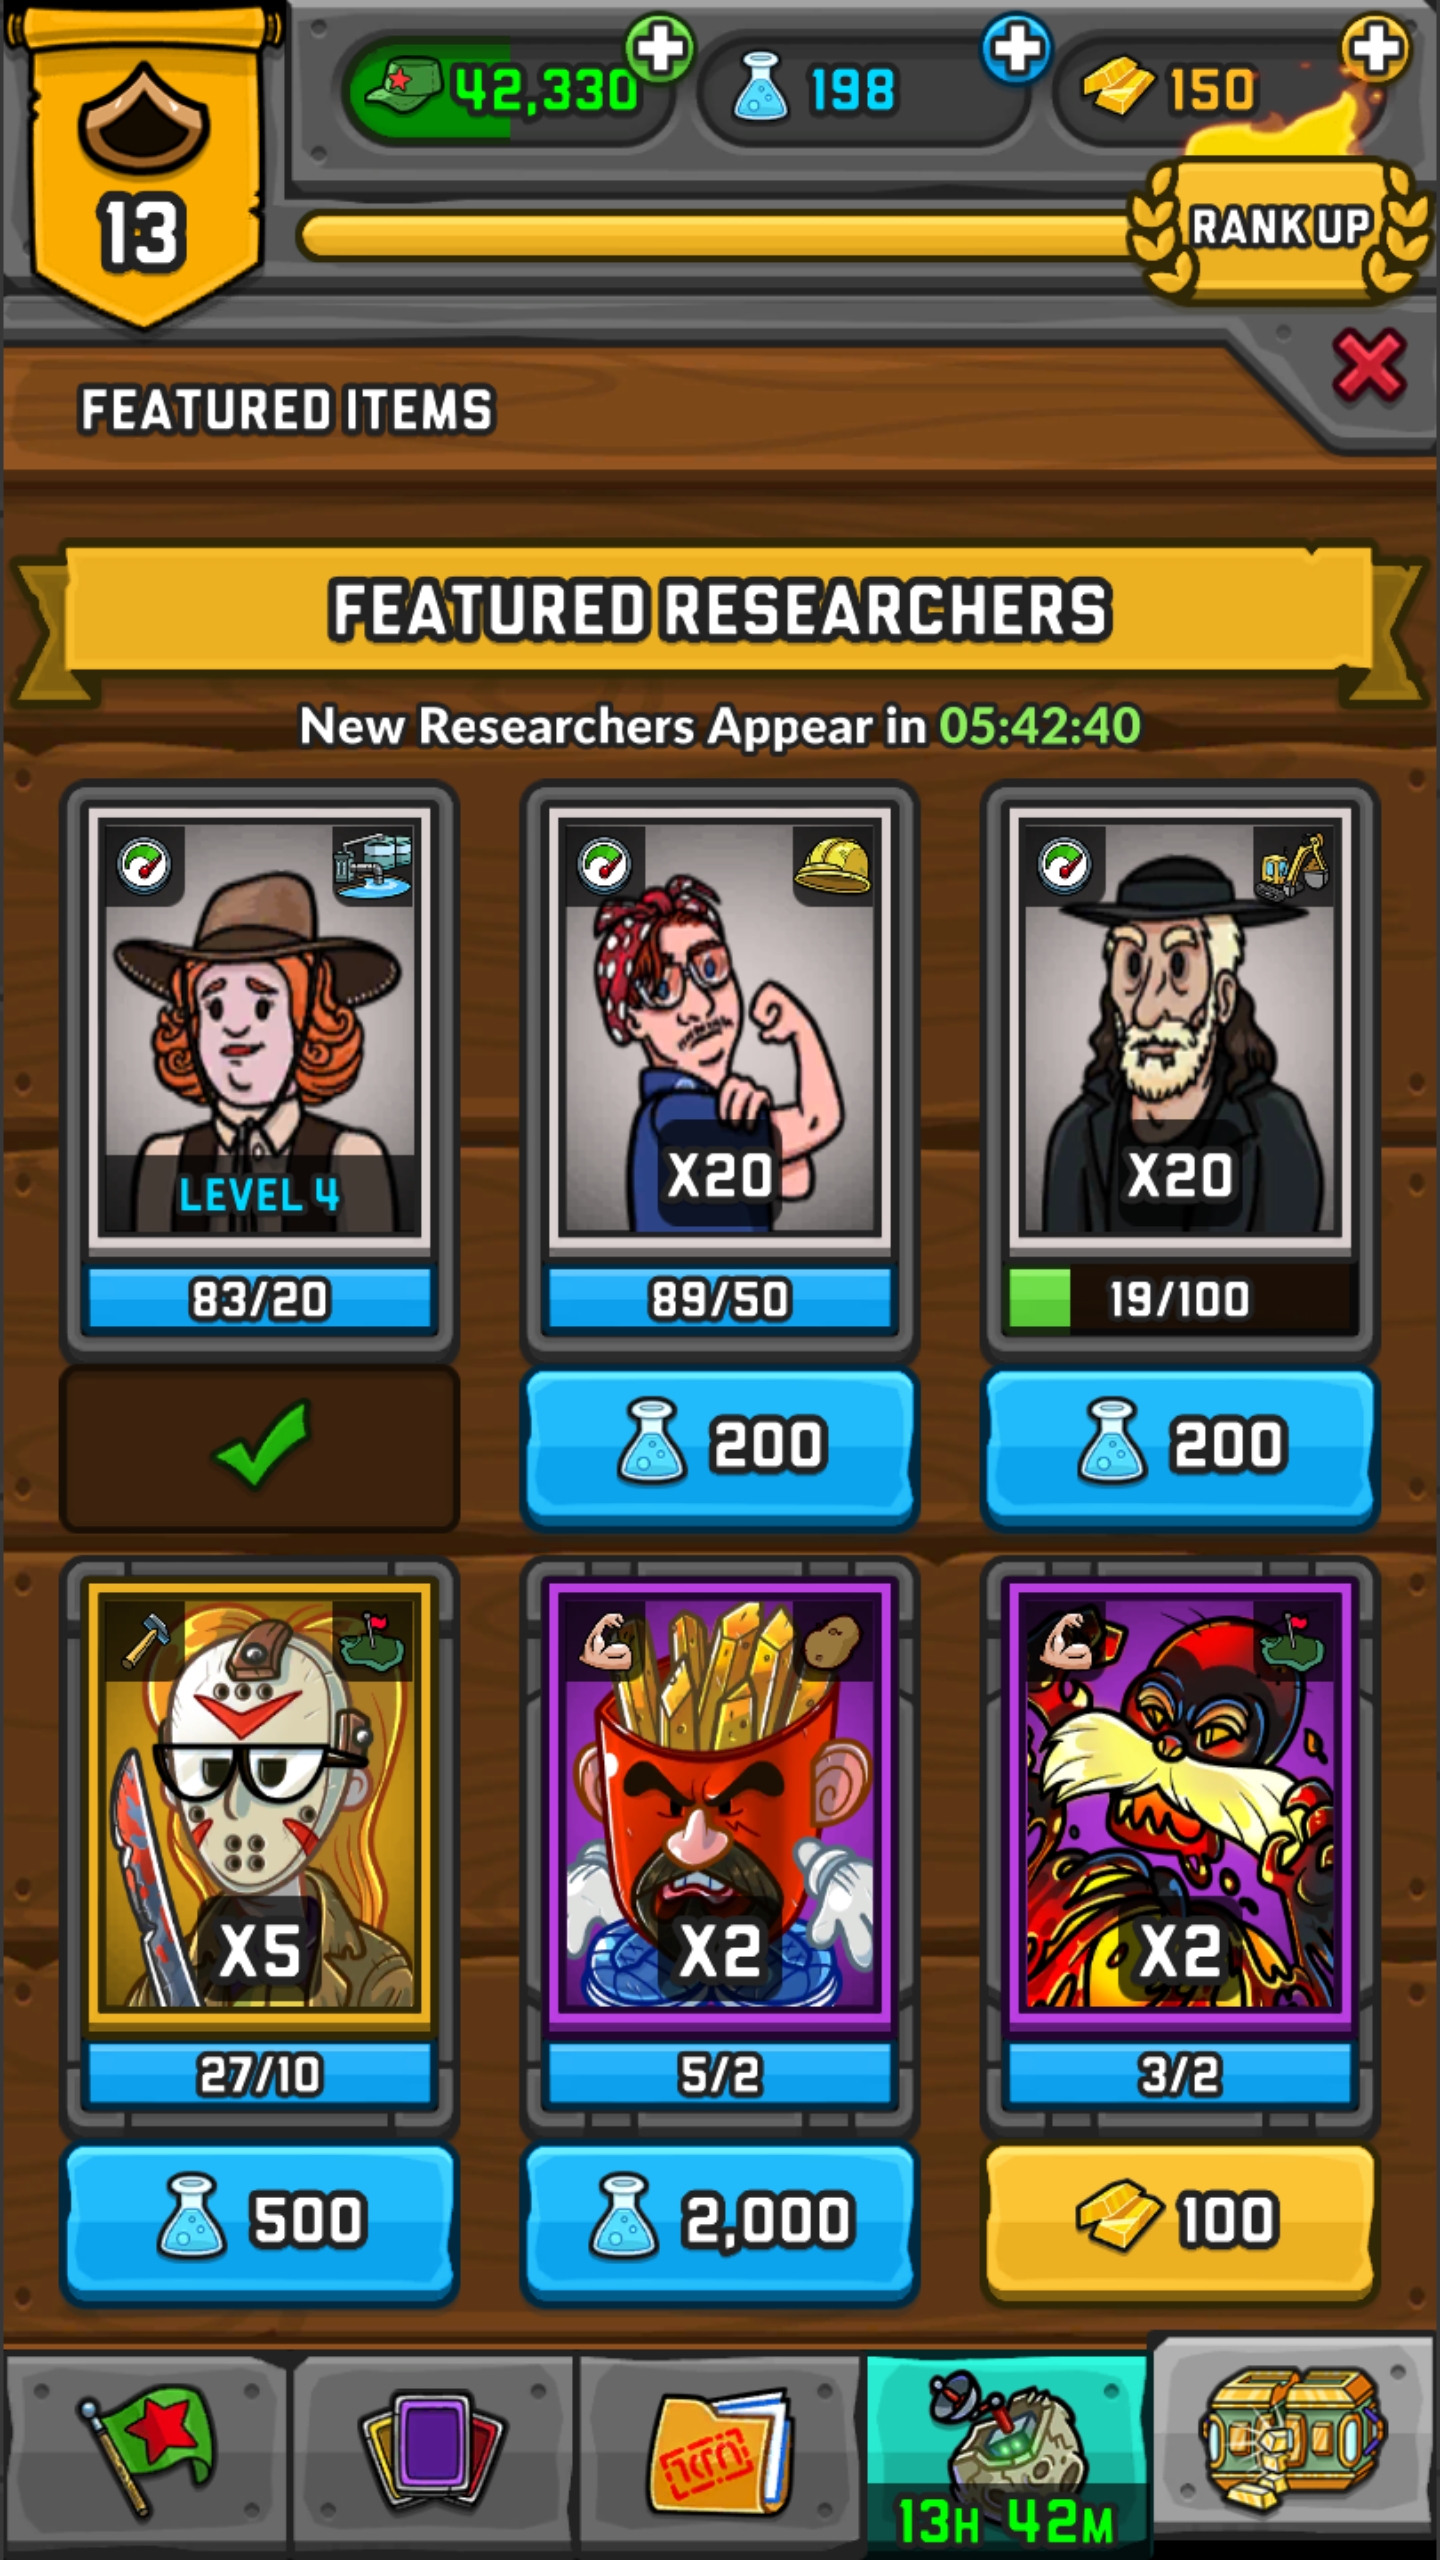 42,330
198
150
13
RANK UP
FEATURED ITEMS
FEATURED RESEARCHERS
New Researchers Appear in 05:42:40
LEVEL 4
X20
X20
83/20
89/50
19/100
200
200
X5
X2
X2
27/10
5/2
3/2
500
2,000
100
13H 42M